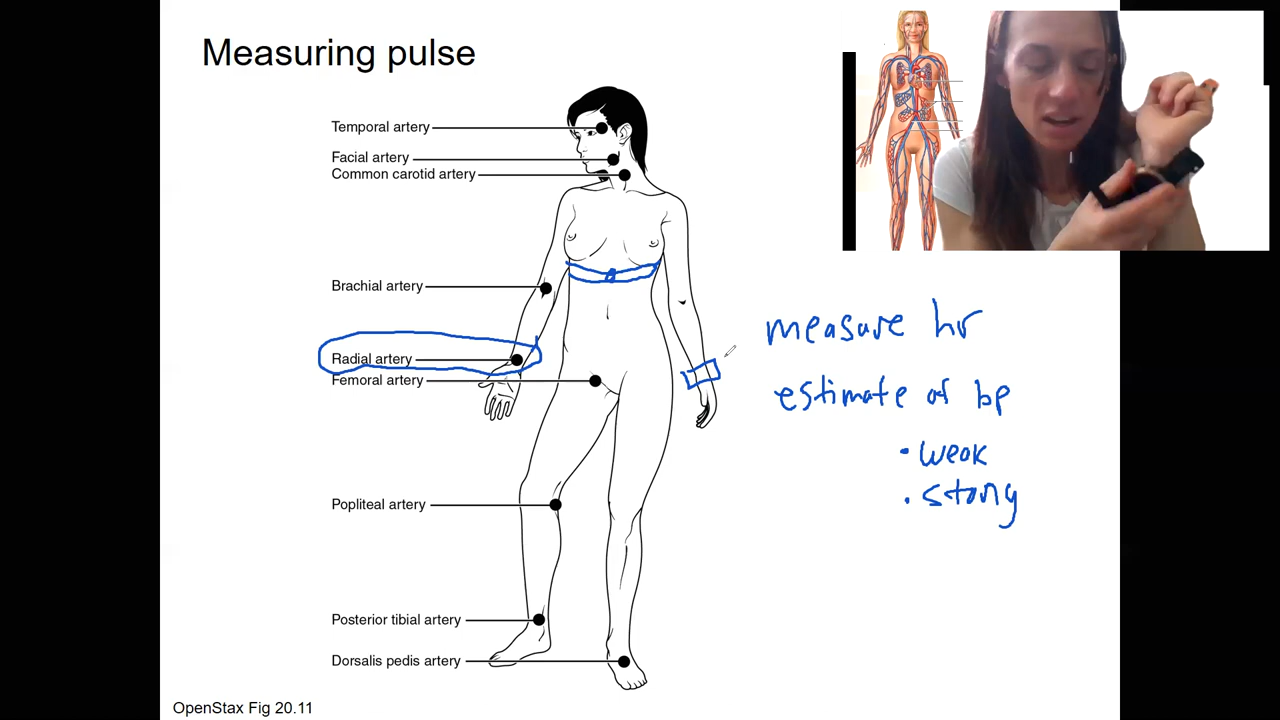 Measuring pulse
Temporal artery
Facial artery
Common carotid artery
Brachial artery
Radial artery
Femoral artery
Popliteal artery
Posterior tibial artery
Dorsalis pedis artery
measure hr
estimate of bp
• weak
• strong
OpenStax Fig 20.11